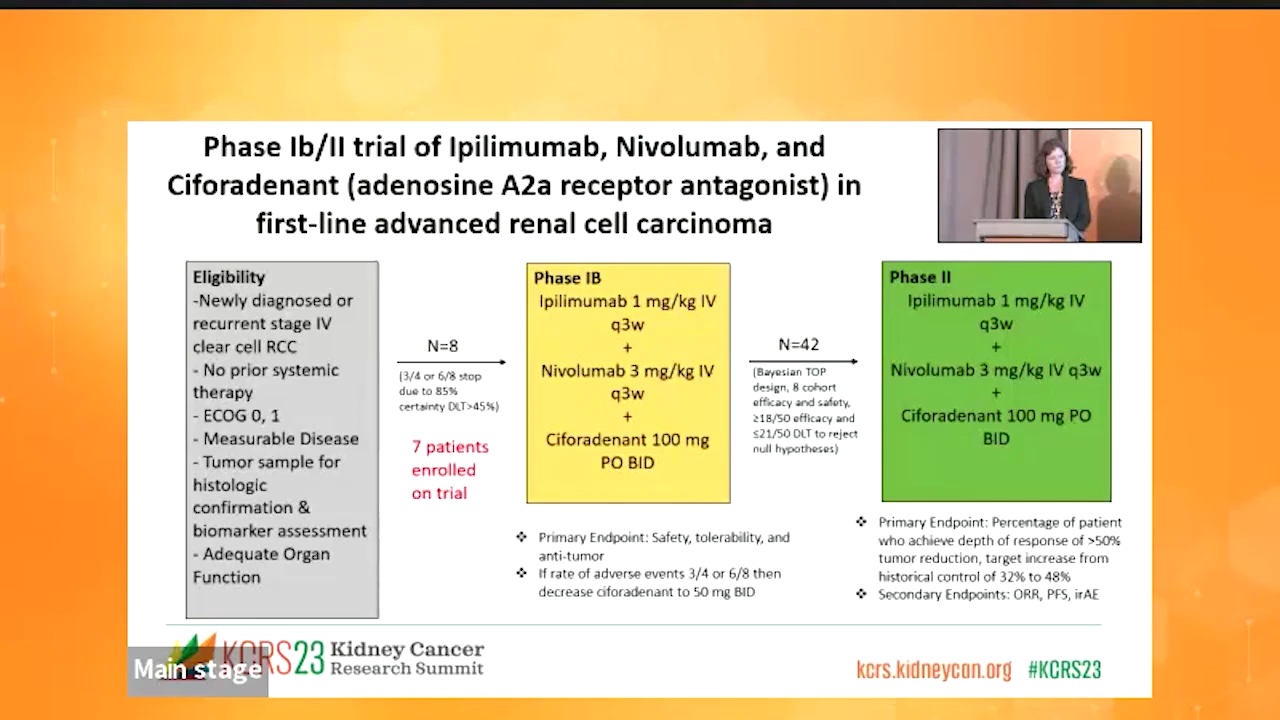 Phase Ib/II trial of Ipilimumab, Nivolumab, and
Ciforadenant (adenosine A2a receptor antagonist) in
first-line advanced renal cell carcinoma
Eligibility
-Newly diagnosed or
recurrent stage IV
clear cell RCC
- No prior systemic
therapy
- ECOG 0, 1
- Measurable Disease
- Tumor sample for
histologic
confirmation &
biomarker assessment
- Adequate Organ
Function
N=8
(3/4 or 6/8 stop
due to 85%
certainty DLT>45%)
7 patients
enrolled
on trial
Phase IB
Ipilimumab 1 mg/kg IV
q3w
+
Nivolumab 3 mg/kg IV
q3w
+
Ciforadenant 100 mg
PO BID
❖ Primary Endpoint: Safety, tolerability, and
anti-tumor
❖ If rate of adverse events 3/4 or 6/8 then
decrease ciforadenant to 50 mg BID
N=42
(Bayesian TOP
design, 8 cohort
efficacy and safety,
≥18/50 efficacy and
≤21/50 DLT to reject
null hypotheses)
Phase II
Ipilimumab 1 mg/kg IV
q3w
+
Nivolumab 3 mg/kg IV q3w
+
Ciforadenant 100 mg PO
BID
❖ Primary Endpoint: Percentage of patient
who achieve depth of response of >50%
tumor reduction, target increase from
historical control of 32% to 48%
❖ Secondary Endpoints: ORR, PFS, irAE
KCRS23 Kidney Cancer
Research Summit
Main stage
kcrs.kidneycan.org #KCRS23